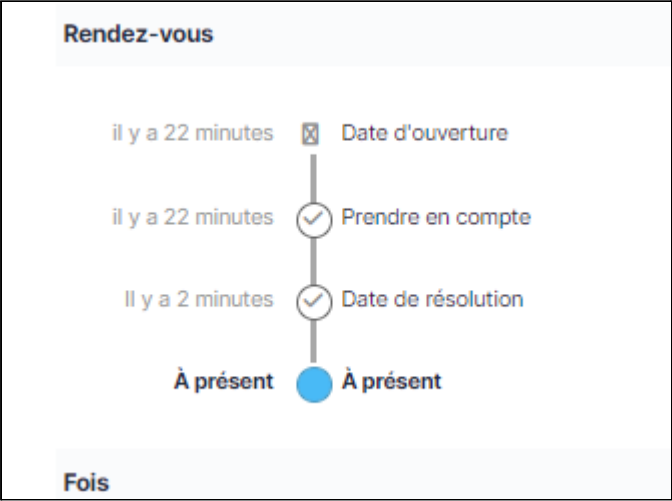 Rendez-vous
il y a 22 minutes Date d'ouverture
il y a 22 minutes Prendre en compte
Il y a 2 minutes Date de résolution
À présent À présent
Fois